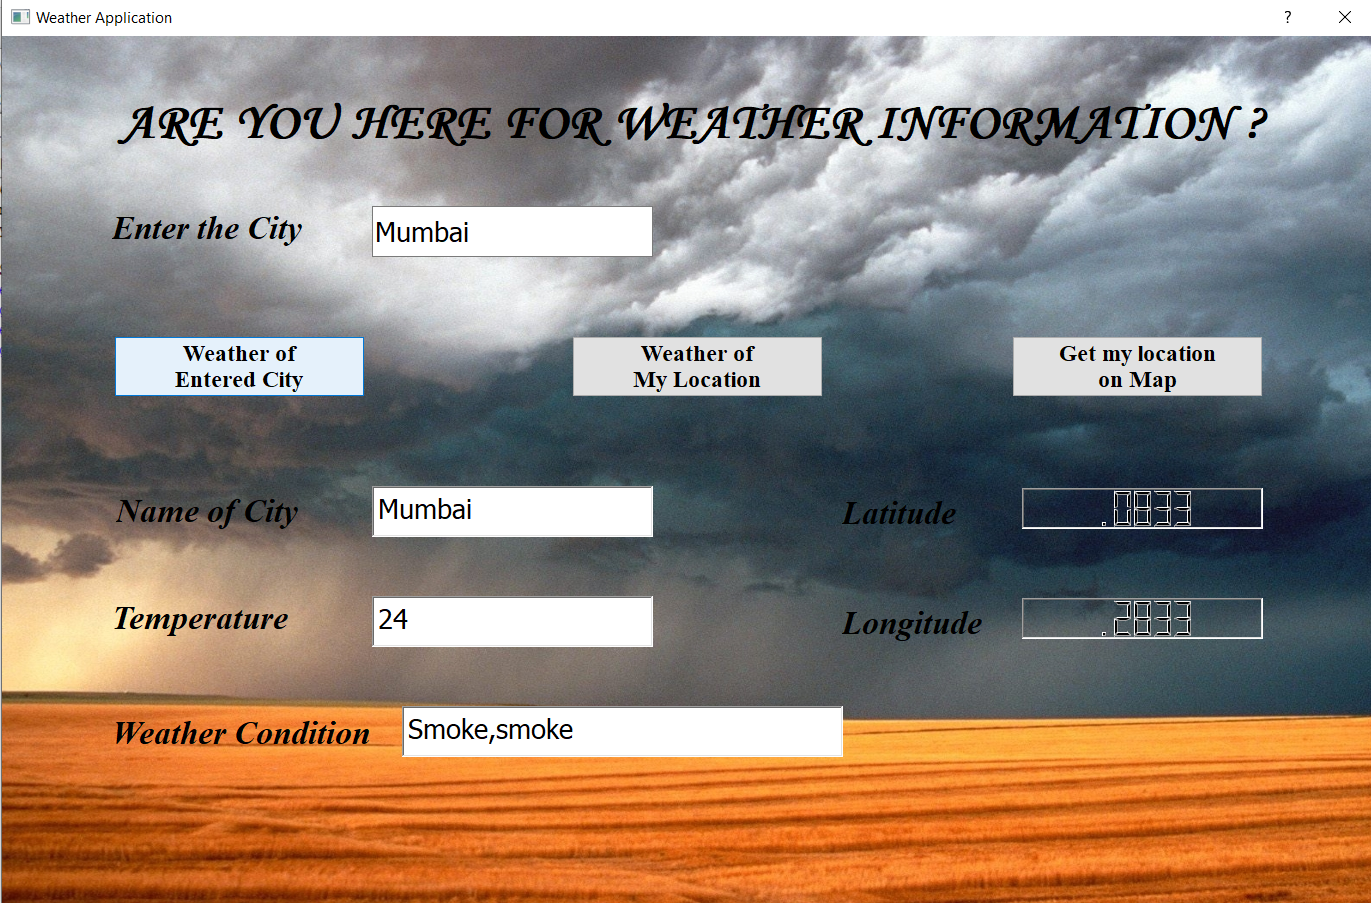 Weather Application
?
ARE YOU HERE FOR WEATHER INFORMATION ?
Enter the City
Mumbai
Weather of
Entered City
Weather of
My Location
Get my location
on Map
Name of City
Mumbai
Latitude
.0833
Temperature
24
Longitude
.2833
Weather Condition
Smoke,smoke